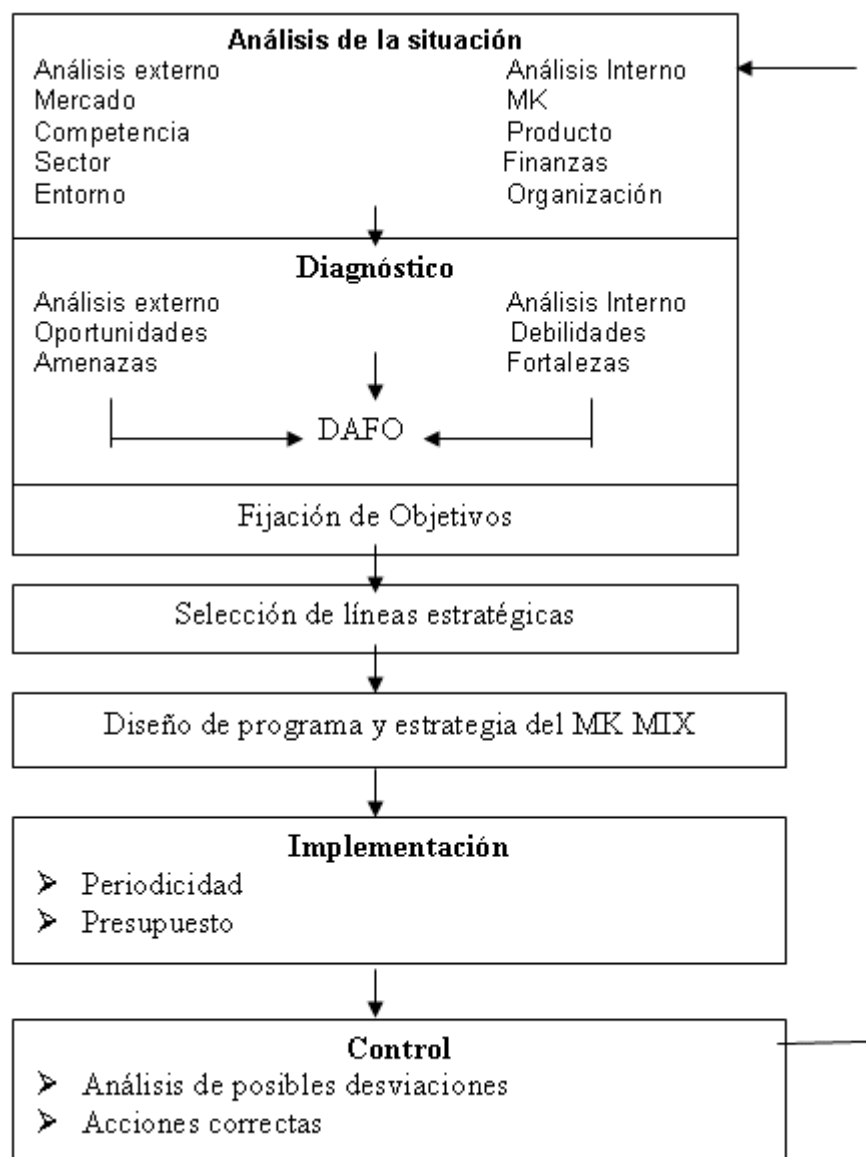 Análisis de la situación
Análisis externo
Mercado
Competencia
Sector
Entorno
Análisis Interno
MK
Producto
Finanzas
Organización
Diagnóstico
Análisis externo
Oportunidades
Amenazas
Análisis Interno
Debilidades
Fortalezas
DAFO
Fijación de Objetivos
Selección de líneas estratégicas
Diseño de programa y estrategia del MK MIX
Implementación
Periodicidad
Presupuesto
Control
Análisis de posibles desviaciones
Acciones correctas